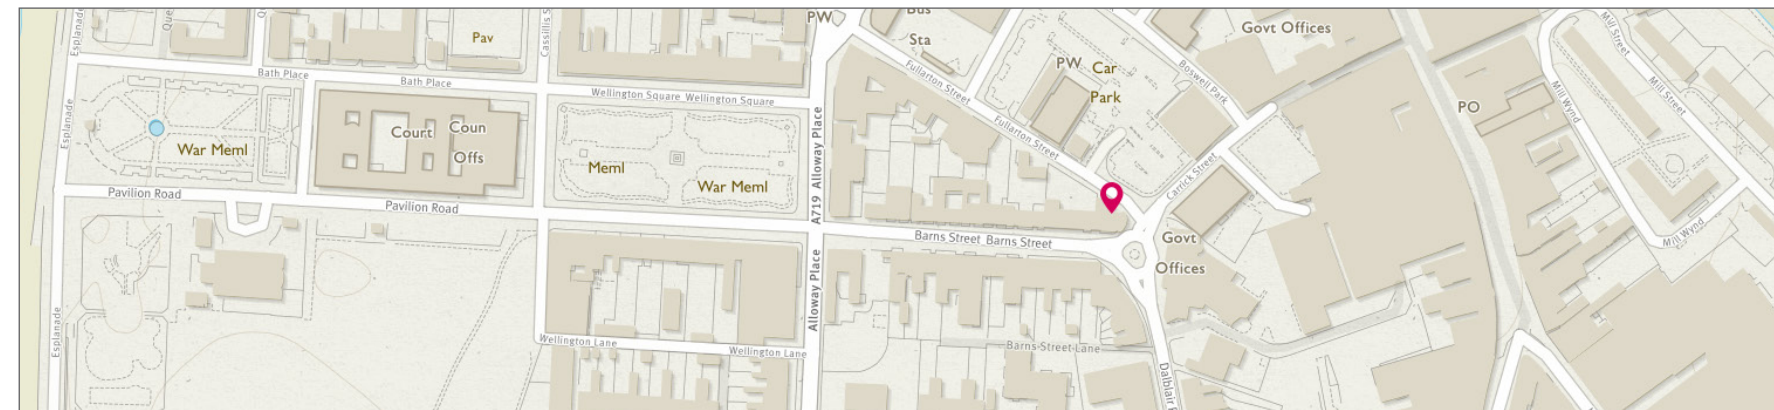 PW
Bus
Sta
Govt Offices
Mill Street
Esplanade
Cassillis S
Pav
PW
Car
Park
Boswell Park
Fullarton Street
Bath Place
Bath Place
Wellington Square Wellington Square
Mill Wynd
Mill Street
PO
Esplanade
Court
Coun
Offs
War Meml
Alloway Place
Fullarton Street
Meml
War Meml
Carrick Street
Pavilion Road
Pavilion Road
A719
Barns Street Barns Street
Govt
Offices
Mill Wynd
Esplanade
Alloway Place
Wellington Lane
Wellington Lane
Barns Street Lane
Dalblair